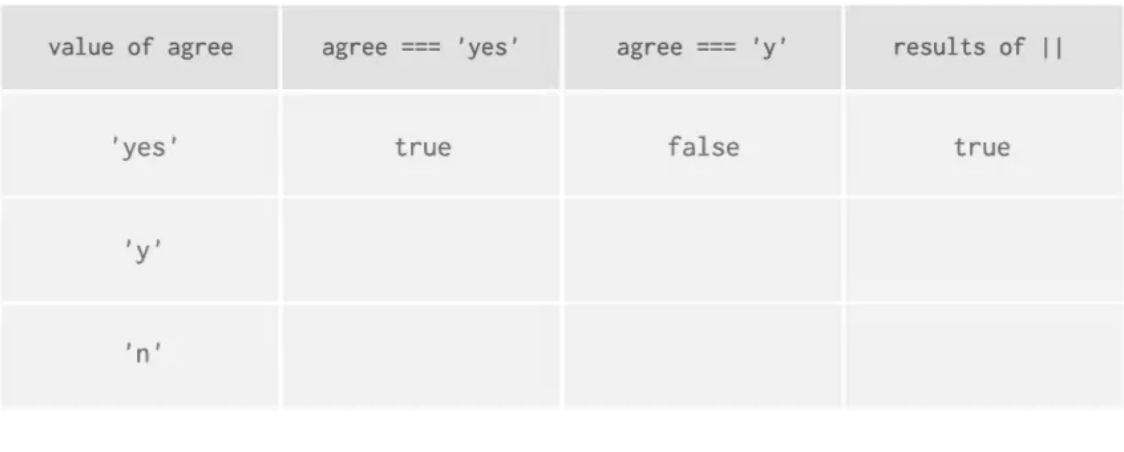 value of agree agree === 'yes' agree === 'y' results of ||
'yes' true false true
'y'
'n'